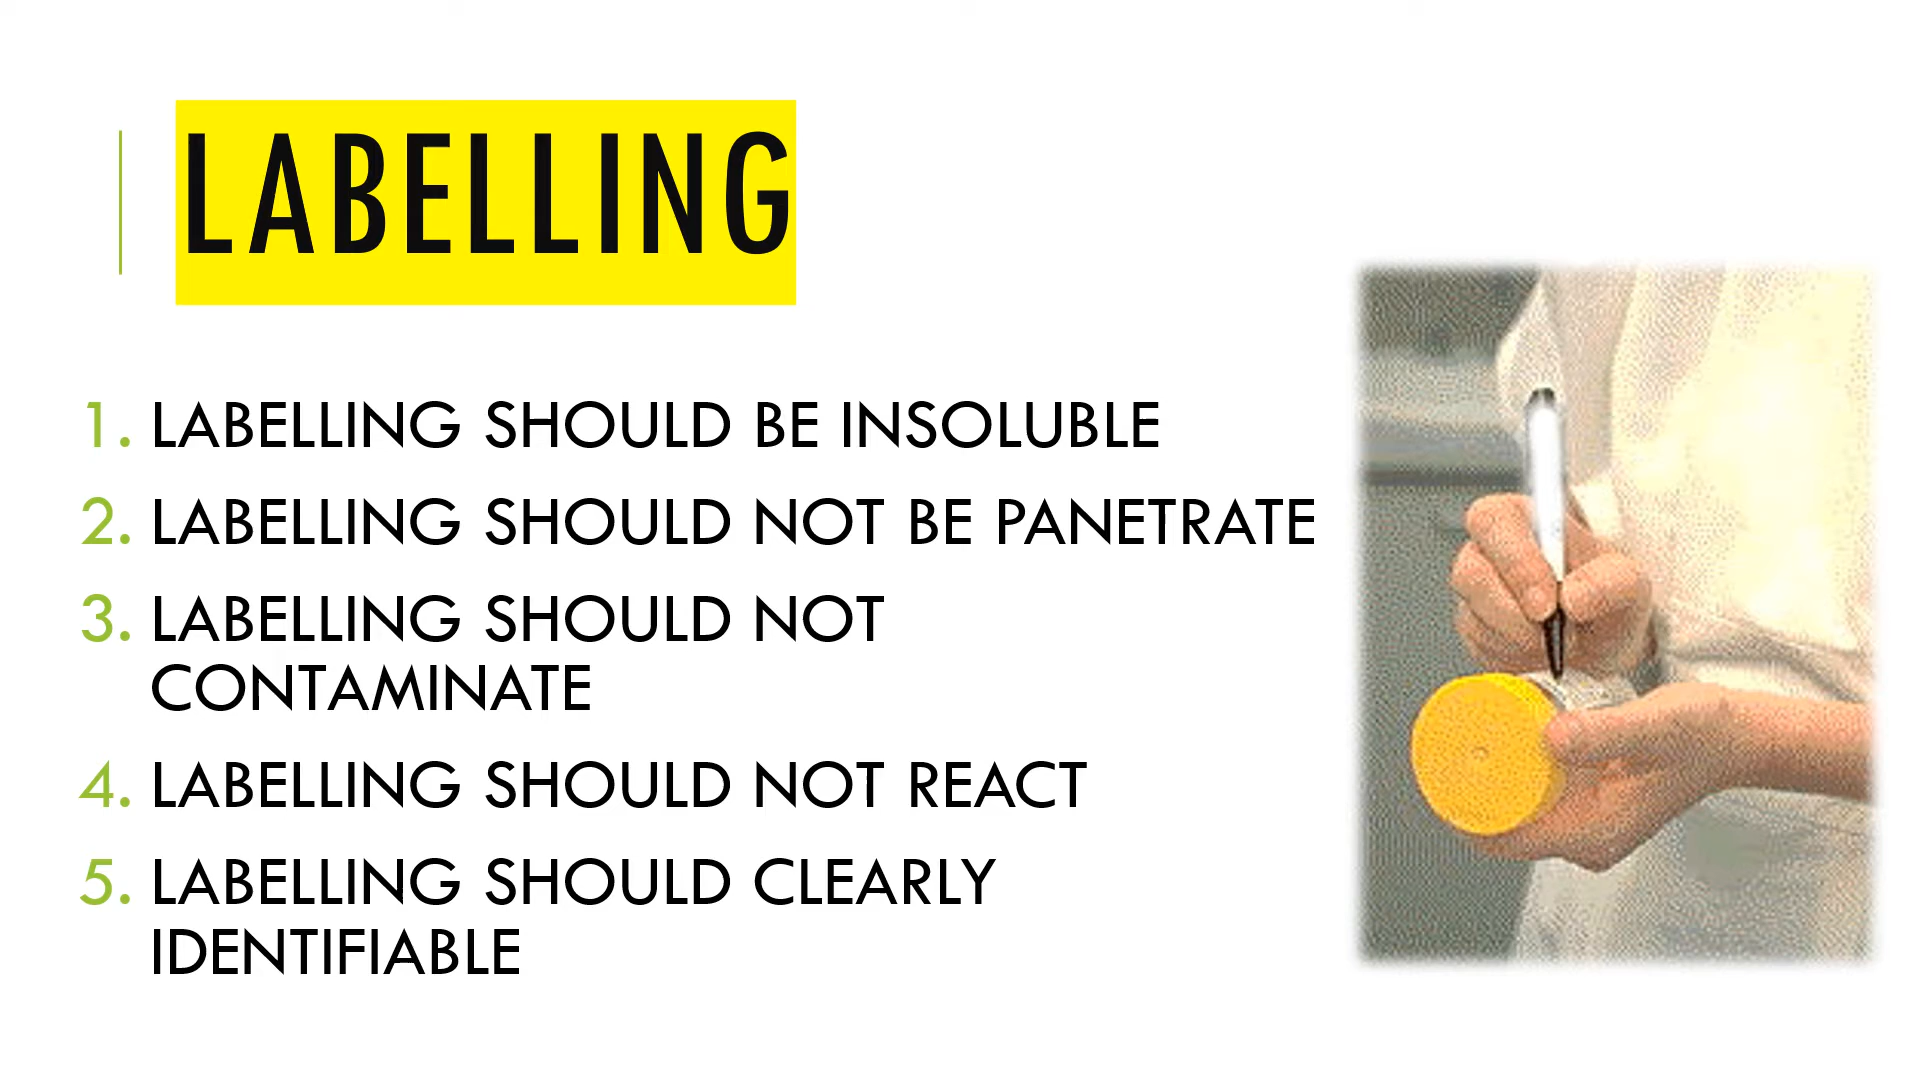 LABELLING
1. LABELLING SHOULD BE INSOLUBLE
2. LABELLING SHOULD NOT BE PANETRATE
3. LABELLING SHOULD NOT
CONTAMINATE
4. LABELLING SHOULD NOT REACT
5. LABELLING SHOULD CLEARLY
IDENTIFIABLE